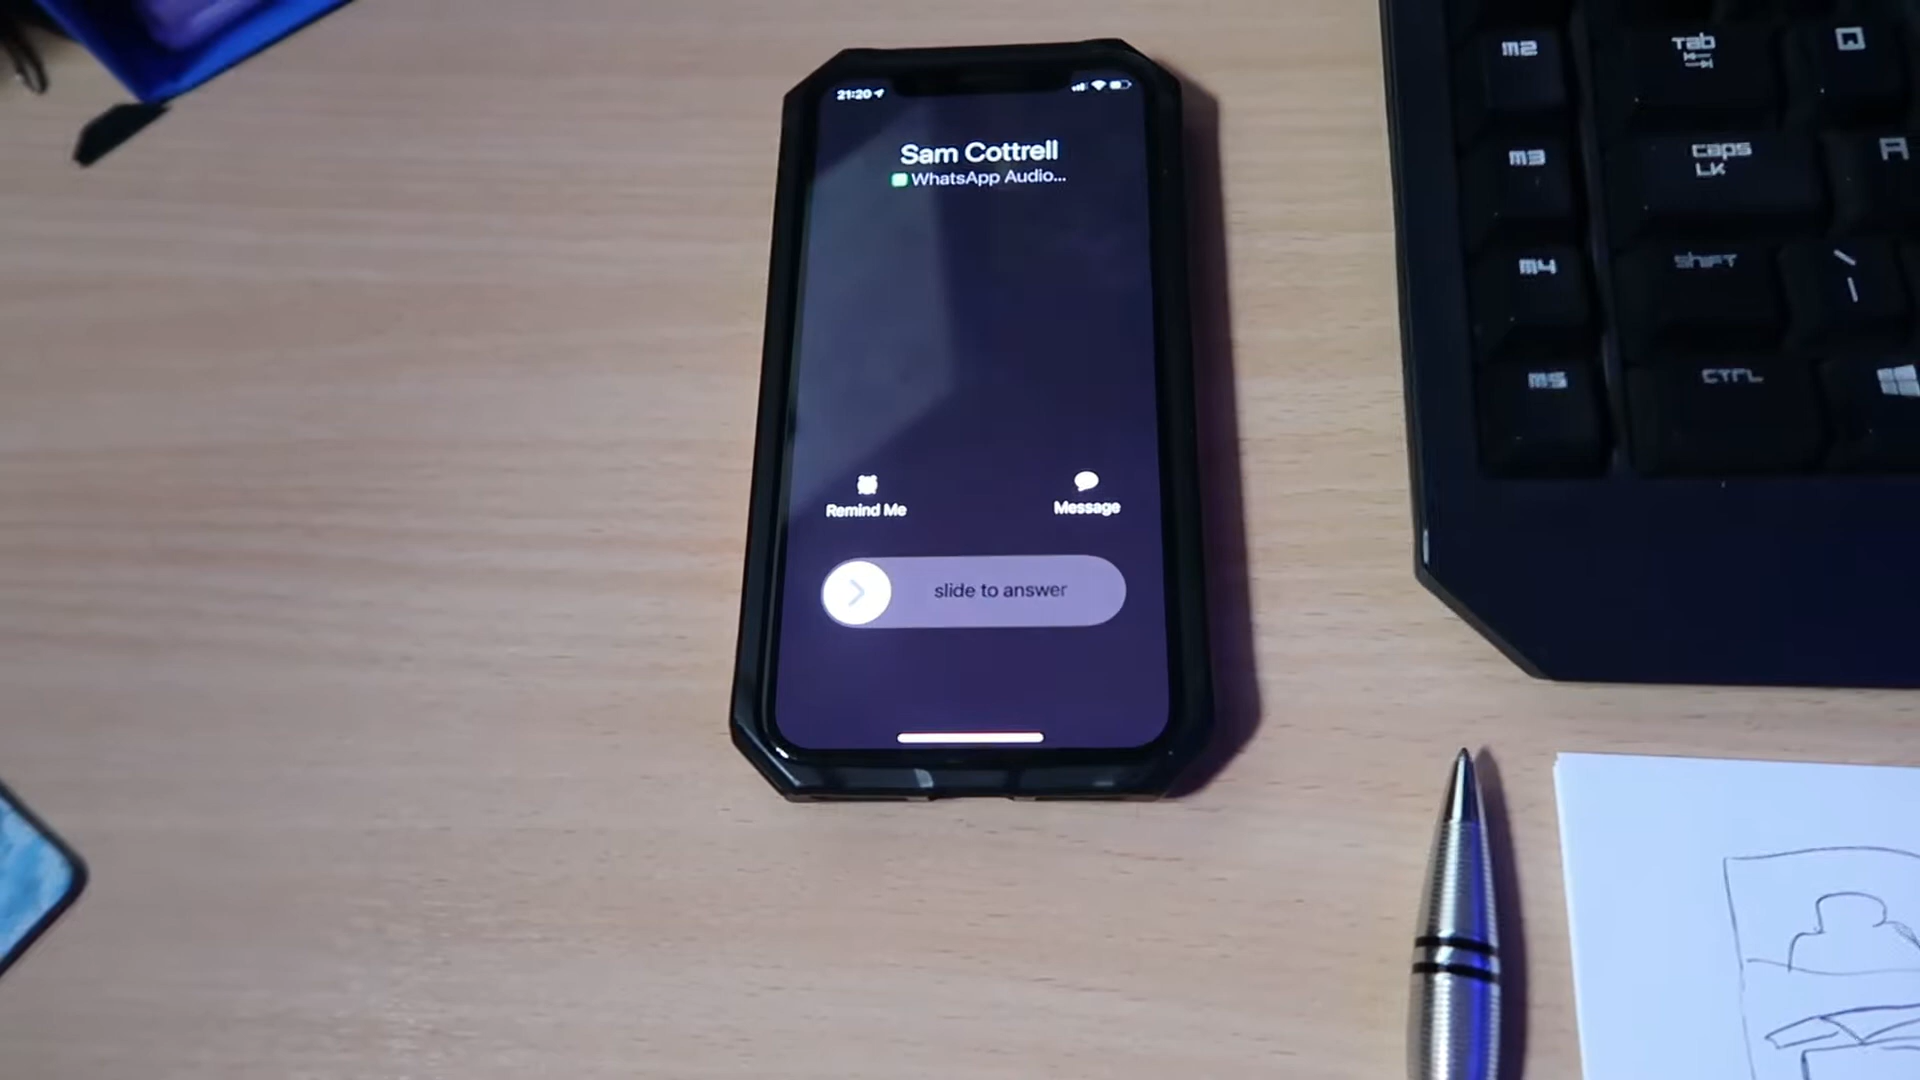 21:20
Sam Cottrell
WhatsApp Audio...
Remind Me
Message
slide to answer
m2
Tab
Q
m3
caps
LK
A
m4
shift
\
|
m5
CTRL